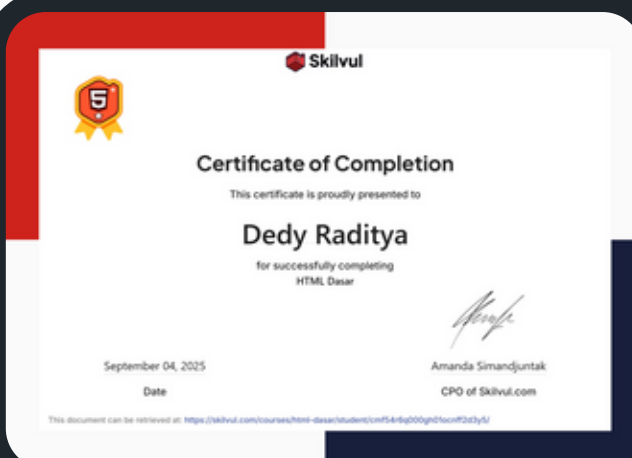 Skilvul
5
Certificate of Completion
This certificate is proudly presented to
Dedy Raditya
for successfully completing
HTML Dasar
September 04, 2025
Amanda Simandjuntak
Date
CPO of Skilvul.com
This document can be retrieved at: